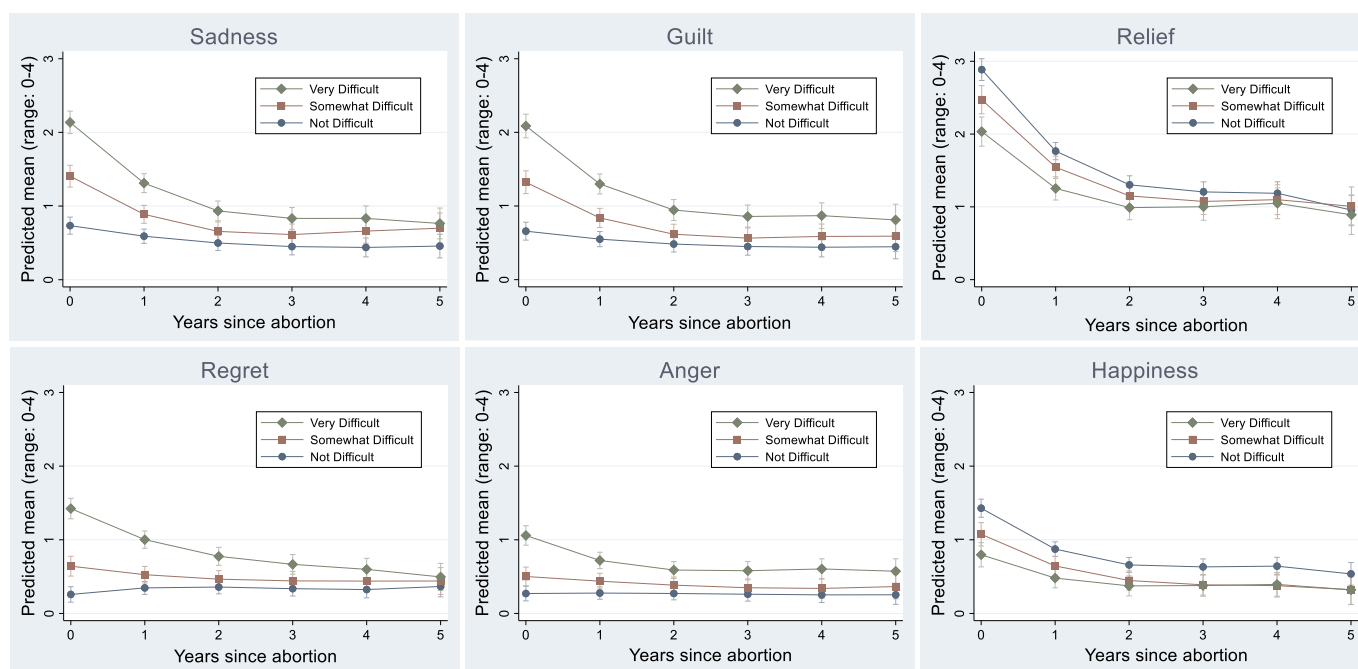 Sadness
Predicted mean (range: 0-4)
3
2
1
0
Very Difficult
Somewhat Difficult
Not Difficult
0 1 2 3 4 5
Years since abortion
Guilt
Predicted mean (range: 0-4)
3
2
1
0
Very Difficult
Somewhat Difficult
Not Difficult
0 1 2 3 4 5
Years since abortion
Relief
Predicted mean (range: 0-4)
3
2
1
0
Very Difficult
Somewhat Difficult
Not Difficult
0 1 2 3 4 5
Years since abortion
Regret
Predicted mean (range: 0-4)
3
2
1
0
Very Difficult
Somewhat Difficult
Not Difficult
0 1 2 3 4 5
Years since abortion
Anger
Predicted mean (range: 0-4)
3
2
1
0
Very Difficult
Somewhat Difficult
Not Difficult
0 1 2 3 4 5
Years since abortion
Happiness
Predicted mean (range: 0-4)
3
2
1
0
Very Difficult
Somewhat Difficult
Not Difficult
0 1 2 3 4 5
Years since abortion